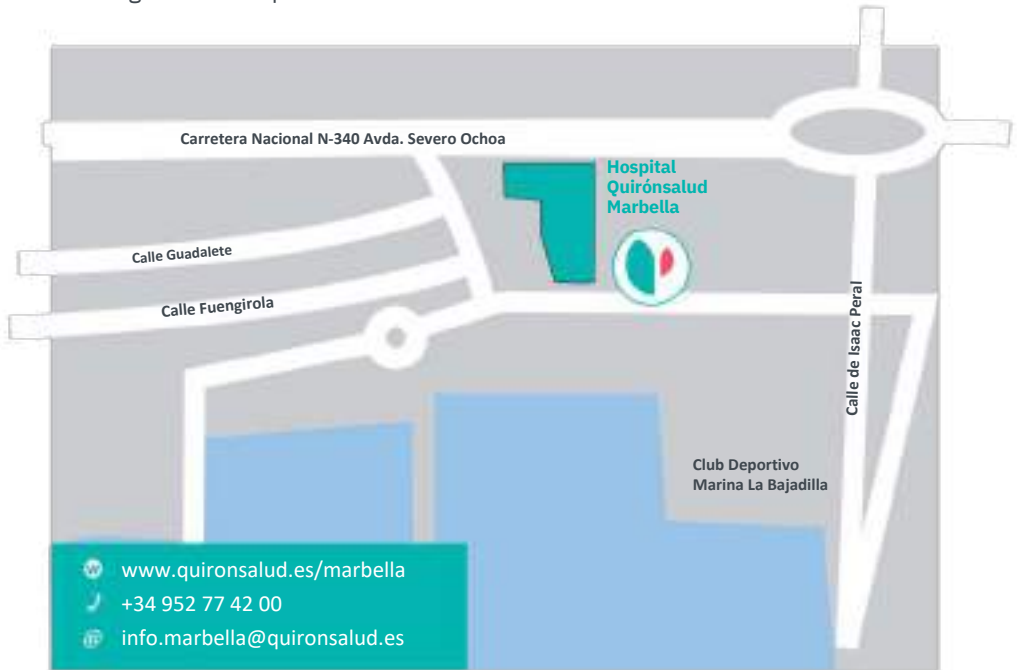 Carretera Nacional N-340 Avda. Severo Ochoa
Hospital
Quirónsalud
Marbella
Calle Guadalete
Calle Fuengirola
Calle de Isaac Peral
Club Deportivo
Marina La Bajadilla
www.quironsalud.es/marbella
+34 952 77 42 00
info.marbella@quironsalud.es